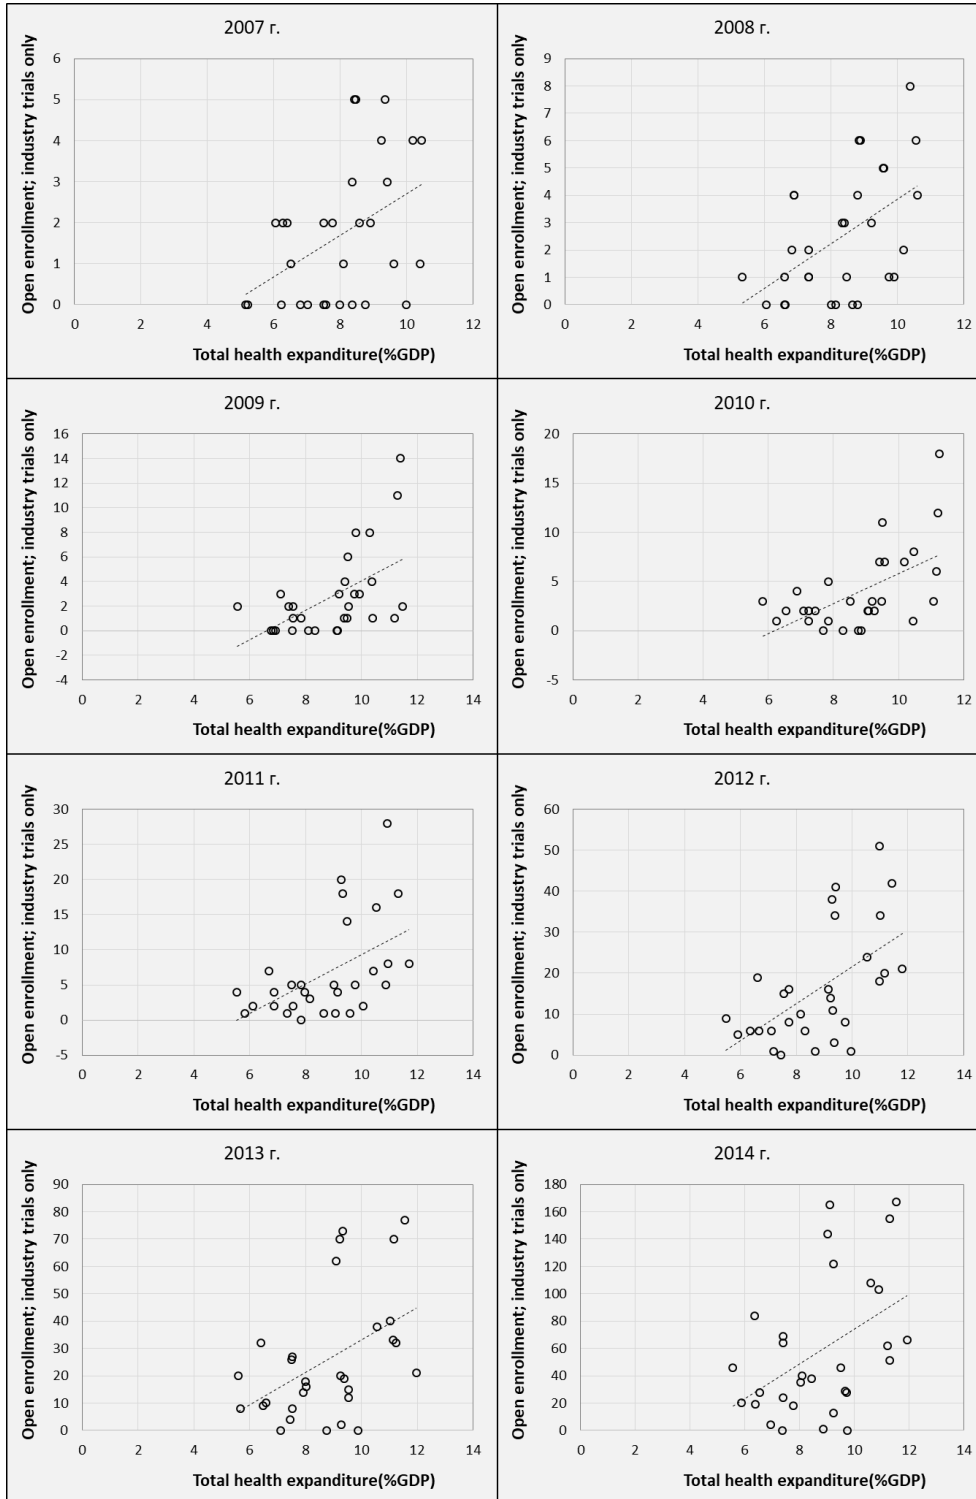 2007 г.
Open enrollment; industry trials only
6
5
4
3
2
1
0
0 2 4 6 8 10 12
Total health expanditure(%GDP)
2008 г.
Open enrollment; industry trials only
9
8
7
6
5
4
3
2
1
0
0 2 4 6 8 10 12
Total health expanditure(%GDP)
2009 г.
Open enrollment; industry trials only
16
14
12
10
8
6
4
2
0
-2
-4
0 2 4 6 8 10 12 14
Total health expanditure(%GDP)
2010 г.
Open enrollment; industry trials only
20
15
10
5
0
-5
0 2 4 6 8 10 12
Total health expanditure(%GDP)
2011 г.
Open enrollment; industry trials only
30
25
20
15
10
5
0
-5
0 2 4 6 8 10 12 14
Total health expanditure(%GDP)
2012 г.
Open enrollment; industry trials only
60
50
40
30
20
10
0
0 2 4 6 8 10 12 14
Total health expanditure(%GDP)
2013 г.
Open enrollment; industry trials only
90
80
70
60
50
40
30
20
10
0
0 2 4 6 8 10 12 14
Total health expanditure(%GDP)
2014 г.
Open enrollment; industry trials only
180
160
140
120
100
80
60
40
20
0
0 2 4 6 8 10 12 14
Total health expanditure(%GDP)